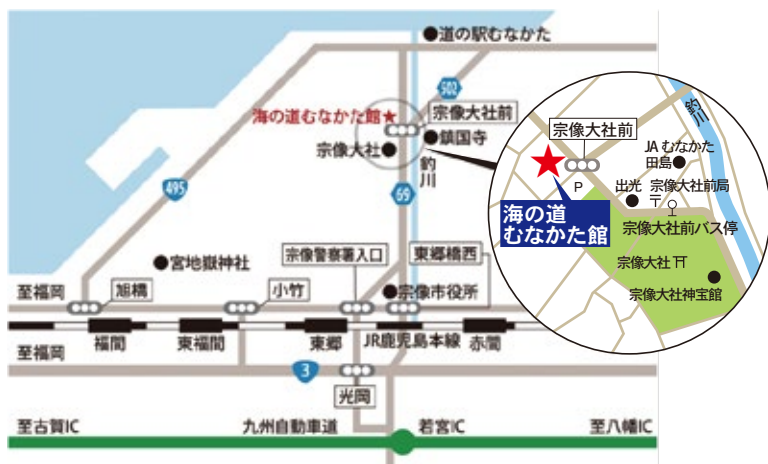 道の駅むなかた
502
海の道むなかた館★
宗像大社前
宗像大社
鎮国寺
釣川
495
69
宮地嶽神社
宗像警察署入口
東郷橋西
至福岡
旭橋
小竹
宗像市役所
福間
東福間
東郷
JR鹿児島本線
赤間
至福岡
3
光岡
至古賀IC
九州自動車道
若宮IC
至八幡IC
釣川
宗像大社前
JA むなかた
田島
P
出光
宗像大社前局
〒
海の道
むなかた館
宗像大社前バス停
宗像大社
宗像大社神宝館